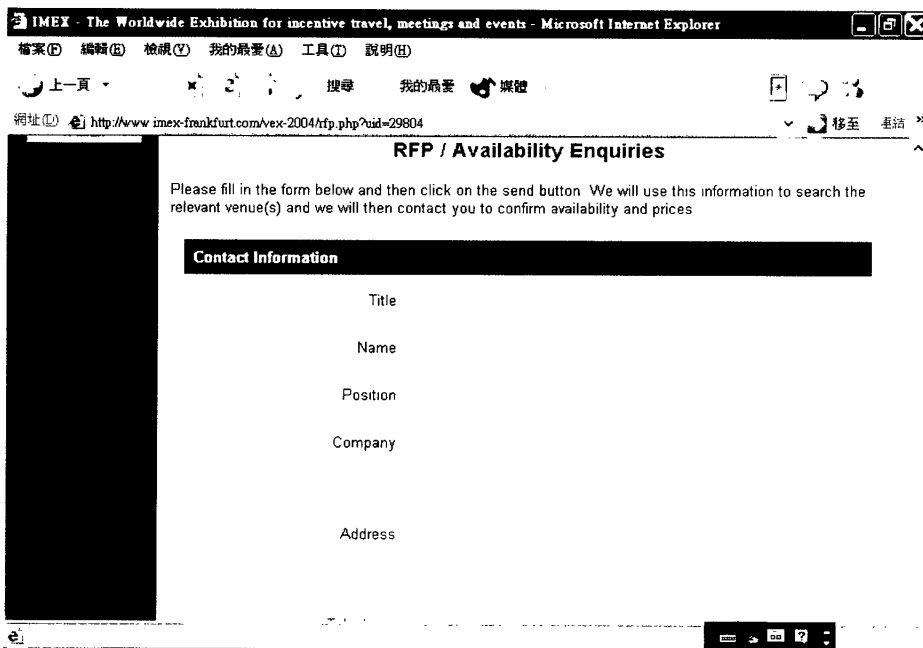 IMEX - The Worldwide Exhibition for incentive travel, meetings and events - Microsoft Internet Explorer
檔案(F) 編輯(E) 檢視(V) 我的最愛(A) 工具(T) 說明(H)
上一頁 搜尋 我的最愛 媒體
網址(D) http://www.imex-frankfurt.com/vex-2004/rfp.php?uid=29804 移至 連結 »
RFP / Availability Enquiries
Please fill in the form below and then click on the send button We will use this information to search the
relevant venue(s) and we will then contact you to confirm availability and prices
Contact Information
Title
Name
Position
Company
Address